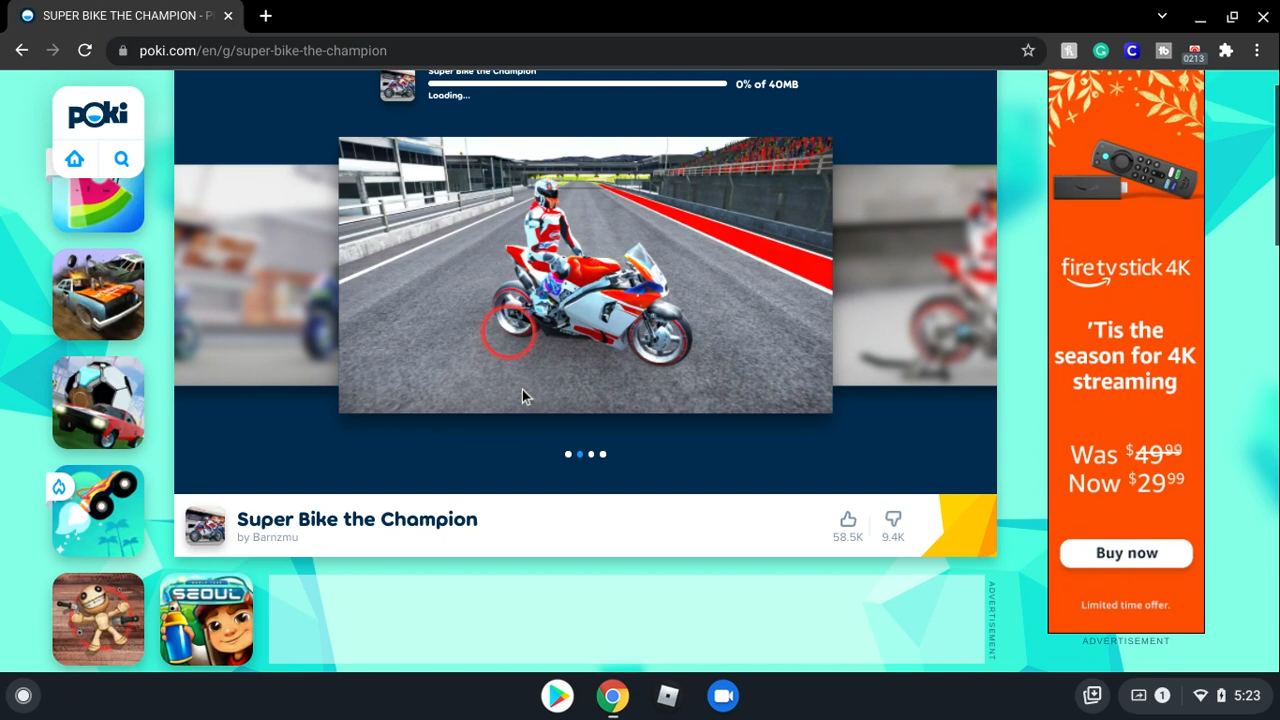 SUPER BIKE THE CHAMPION - P
poki.com/en/g/super-bike-the-champion
0213
Super Bike the Champion
0% of 40MB
Loading...
poki
fire tv stick 4K
'Tis the
season for 4K
streaming
Was $49.99
Now $29.99
Buy now
Limited time offer.
ADVERTISEMENT
Super Bike the Champion
by Barnzmu
58.5K
9.4K
SEOUL
ADVERTISEMENT
1
5:23